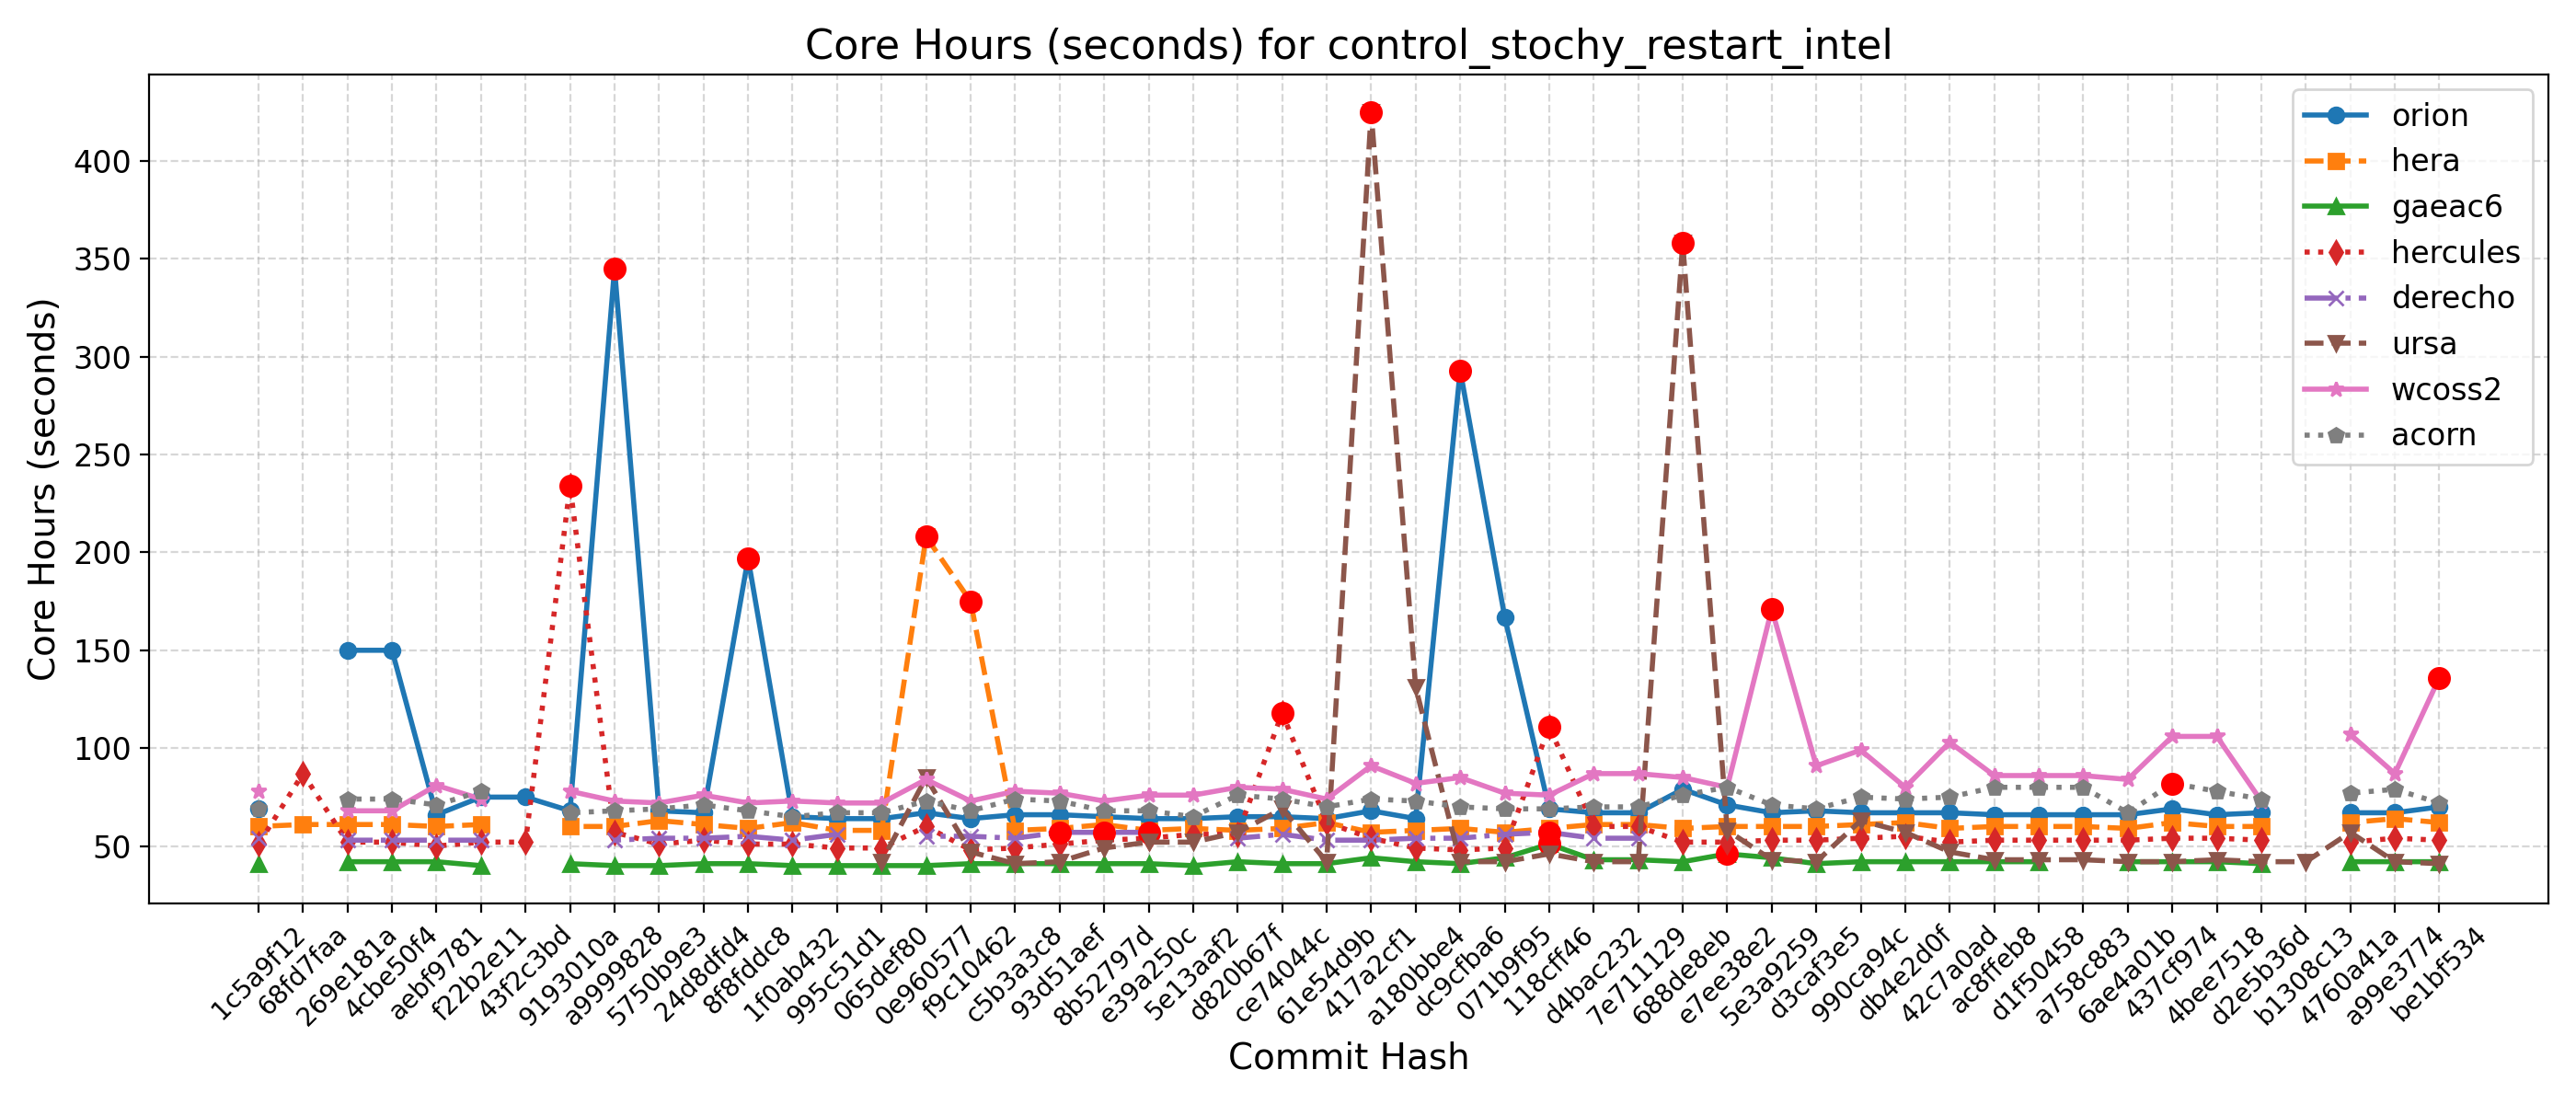 Core Hours (seconds) for control_stochy_restart_intel
Core Hours (seconds)
400
350
300
250
200
150
100
50
orion
hera
gaeac6
hercules
derecho
ursa
wcoss2
acorn
1c5a9f12
68fd7faa
269e181a
4cbe50f4
aebf9781
f22b2e11
43f2c3bd
9193010a
a9999828
5750b9e3
24d8dfd4
8f8fddc8
1f0ab432
995c51d1
065def80
0e960577
f9c10462
c5b3a3c8
93d51aef
8b52797d
e39a250c
5e13aaf2
d820b67f
ce74044c
61e54d9b
417a2cf1
a180bbe4
dc9cfba6
071b9f95
118cff46
d4bac232
7e711129
688dde8eb
e7ee38e2
5e3a9259
d3caf3e5
990ca94c
db4e2d0f
42c7a0ad
ac8ffeb8
d1f50458
a758c883
6ae4a01b
437cf974
4bee7518
d2e5b36d
b1308c13
4760a41a
a99e3774
be1bf534
Commit Hash